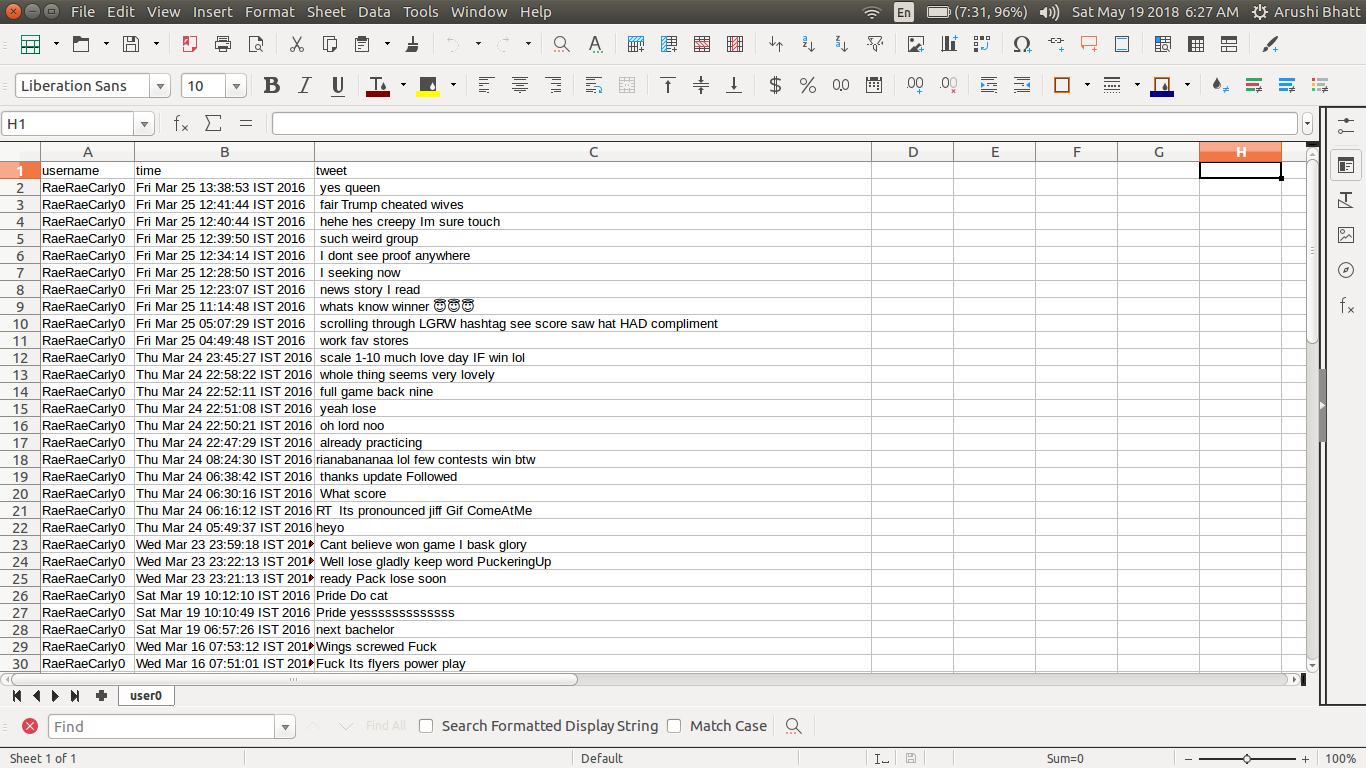 File Edit View Insert Format Sheet Data Tools Window Help En (7:31, 96%) Sat May 19 2018 6:27 AM Arushi Bhatt
Liberation Sans 10
H1
A B C D E F G H
1 username time tweet
2 RaeRaeCarly0 Fri Mar 25 13:38:53 IST 2016 yes queen
3 RaeRaeCarly0 Fri Mar 25 12:41:44 IST 2016 fair Trump cheated wives
4 RaeRaeCarly0 Fri Mar 25 12:40:44 IST 2016 hehe hes creepy Im sure touch
5 RaeRaeCarly0 Fri Mar 25 12:39:50 IST 2016 such weird group
6 RaeRaeCarly0 Fri Mar 25 12:34:14 IST 2016 I dont see proof anywhere
7 RaeRaeCarly0 Fri Mar 25 12:28:50 IST 2016 I seeking now
8 RaeRaeCarly0 Fri Mar 25 12:23:07 IST 2016 news story I read
9 RaeRaeCarly0 Fri Mar 25 11:14:48 IST 2016 whats know winner 😇😇😇
10 RaeRaeCarly0 Fri Mar 25 05:07:29 IST 2016 scrolling through LGRW hashtag see score saw hat HAD compliment
11 RaeRaeCarly0 Fri Mar 25 04:49:48 IST 2016 work fav stores
12 RaeRaeCarly0 Thu Mar 24 23:45:27 IST 2016 scale 1-10 much love day IF win lol
13 RaeRaeCarly0 Thu Mar 24 22:58:22 IST 2016 whole thing seems very lovely
14 RaeRaeCarly0 Thu Mar 24 22:52:11 IST 2016 full game back nine
15 RaeRaeCarly0 Thu Mar 24 22:51:08 IST 2016 yeah lose
16 RaeRaeCarly0 Thu Mar 24 22:50:21 IST 2016 oh lord noo
17 RaeRaeCarly0 Thu Mar 24 22:47:29 IST 2016 already practicing
18 RaeRaeCarly0 Thu Mar 24 08:24:30 IST 2016 rianabananaa lol few contests win btw
19 RaeRaeCarly0 Thu Mar 24 06:38:42 IST 2016 thanks update Followed
20 RaeRaeCarly0 Thu Mar 24 06:30:16 IST 2016 What score
21 RaeRaeCarly0 Thu Mar 24 06:16:12 IST 2016 RT Its pronounced jiff Gif ComeAtMe
22 RaeRaeCarly0 Thu Mar 24 05:49:37 IST 2016 heyo
23 RaeRaeCarly0 Wed Mar 23 23:59:18 IST 201 Cant believe won game I bask glory
24 RaeRaeCarly0 Wed Mar 23 23:22:13 IST 201 Well lose gladly keep word PuckeringUp
25 RaeRaeCarly0 Wed Mar 23 23:21:13 IST 201 ready Pack lose soon
26 RaeRaeCarly0 Sat Mar 19 10:12:10 IST 2016 Pride Do cat
27 RaeRaeCarly0 Sat Mar 19 10:10:49 IST 2016 Pride yesssssssssssss
28 RaeRaeCarly0 Sat Mar 19 06:57:26 IST 2016 next bachelor
29 RaeRaeCarly0 Wed Mar 16 07:53:12 IST 201 Wings screwed Fuck
30 RaeRaeCarly0 Wed Mar 16 07:51:01 IST 201 Fuck Its flyers power play
user0
Find Find All Search Formatted Display String Match Case
Sheet 1 of 1 Default Sum=0 100%